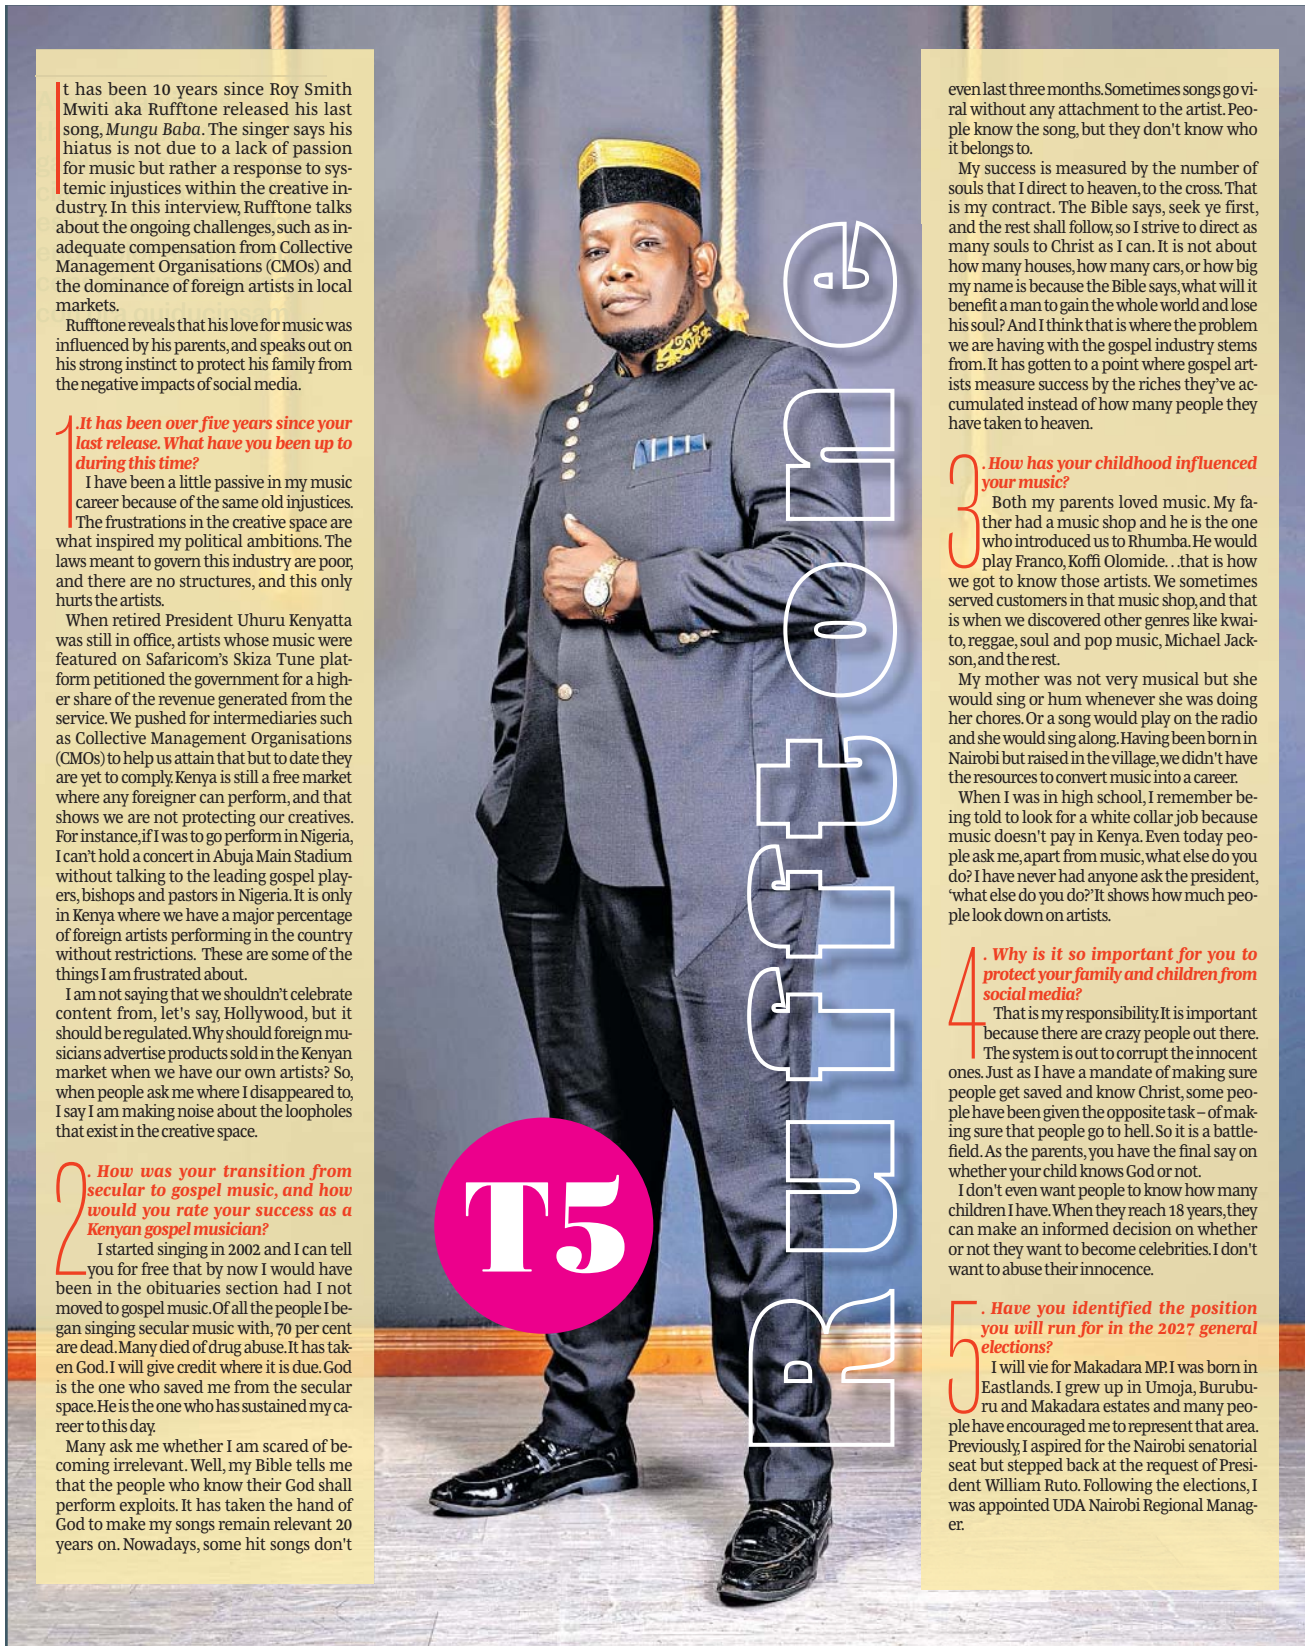 It has been 10 years since Roy Smith
Mwiti aka Rufftone released his last
song, Mungu Baba. The singer says his
hiatus is not due to a lack of passion
for music but rather a response to sys-
temic injustices within the creative in-
dustry. In this interview, Rufftone talks
about the ongoing challenges, such as in-
adequate compensation from Collective
Management Organisations (CMOs) and
the dominance of foreign artists in local
markets.
Rufftone reveals that his love for music was
influenced by his parents, and speaks out on
his strong instinct to protect his family from
the negative impacts of social media.
1.It has been over five years since your
last release. What have you been up to
during this time?
I have been a little passive in my music
career because of the same old injustices.
The frustrations in the creative space are
what inspired my political ambitions. The
laws meant to govern this industry are poor,
and there are no structures, and this only
hurts the artists.
When retired President Uhuru Kenyatta
was still in office, artists whose music were
featured on Safaricom's Skiza Tune plat-
form petitioned the government for a high-
er share of the revenue generated from the
service. We pushed for intermediaries such
as Collective Management Organisations
(CMOs) to help us attain that but to date they
are yet to comply. Kenya is still a free market
where any foreigner can perform, and that
shows we are not protecting our creatives.
For instance, if I was to go perform in Nigeria,
I can't hold a concert in Abuja Main Stadium
without talking to the leading gospel play-
ers, bishops and pastors in Nigeria. It is only
in Kenya where we have a major percentage
of foreign artists performing in the country
without restrictions. These are some of the
things I am frustrated about.
I am not saying that we shouldn't celebrate
content from, let's say, Hollywood, but it
should be regulated. Why should foreign mu-
sicians advertise products sold in the Kenyan
market when we have our own artists? So,
when people ask me where I disappeared to,
I say I am making noise about the loopholes
that exist in the creative space.
2. How was your transition from
secular to gospel music, and how
would you rate your success as a
Kenyan gospel musician?
I started singing in 2002 and I can tell
you for free that by now I would have
been in the obituaries section had I not
moved to gospel music. Of all the people I be-
gan singing secular music with, 70 per cent
are dead. Many died of drug abuse. It has tak-
en God. I will give credit where it is due. God
is the one who saved me from the secular
space. He is the one who has sustained my ca-
reer to this day.
Many ask me whether I am scared of be-
coming irrelevant. Well, my Bible tells me
that the people who know their God shall
perform exploits. It has taken the hand of
God to make my songs remain relevant 20
years on. Nowadays, some hit songs don't
even last three months. Sometimes songs go vi-
ral without any attachment to the artist. Peo-
ple know the song, but they don't know who
it belongs to.
My success is measured by the number of
souls that I direct to heaven, to the cross. That
is my contract. The Bible says, seek ye first,
and the rest shall follow, so I strive to direct as
many souls to Christ as I can. It is not about
how many houses, how many cars, or how big
my name is because the Bible says, what will it
benefit a man to gain the whole world and lose
his soul? And I think that is where the problem
we are having with the gospel industry stems
from. It has gotten to a point where gospel art-
ists measure success by the riches they've ac-
cumulated instead of how many people they
have taken to heaven.
3. How has your childhood influenced
your music?
Both my parents loved music. My fa-
ther had a music shop and he is the one
who introduced us to Rhumba. He would
play Franco, Koffi Olomide. . .that is how
we got to know those artists. We sometimes
served customers in that music shop, and that
is when we discovered other genres like kwai-
to, reggae, soul and pop music, Michael Jack-
son, and the rest.
My mother was not very musical but she
would sing or hum whenever she was doing
her chores. Or a song would play on the radio
and she would sing along. Having been born in
Nairobi but raised in the village, we didn't have
the resources to convert music into a career.
When I was in high school, I remember be-
ing told to look for a white collar job because
music doesn't pay in Kenya. Even today peo-
ple ask me, apart from music, what else do you
do? I have never had anyone ask the president,
'what else do you do?' It shows how much peo-
ple look down on artists.
4. Why is it so important for you to
protect your family and children from
social media?
That is my responsibility. It is important
because there are crazy people out there.
The system is out to corrupt the innocent
ones. Just as I have a mandate of making sure
people get saved and know Christ, some peo-
ple have been given the opposite task – of mak-
ing sure that people go to hell. So it is a battle-
field. As the parents, you have the final say on
whether your child knows God or not.
I don't even want people to know how many
children I have. When they reach 18 years, they
can make an informed decision on whether
or not they want to become celebrities. I don't
want to abuse their innocence.
5. Have you identified the position
you will run for in the 2027 general
elections?
I will vie for Makadara MP. I was born in
Eastlands. I grew up in Umoja, Burubu-
ru and Makadara estates and many peo-
ple have encouraged me to represent that area.
Previously, I aspired for the Nairobi senatorial
seat but stepped back at the request of Presi-
dent William Ruto. Following the elections, I
was appointed UDA Nairobi Regional Manag-
er.
Rufftone
T5